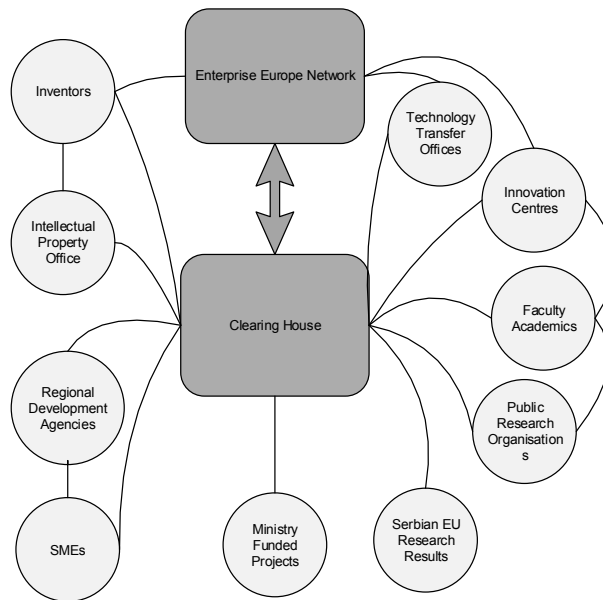 Enterprise Europe Network
Inventors
Technology
Transfer
Offices
Innovation
Centres
Intellectual
Property
Office
Clearing House
Faculty
Academics
Regional
Development
Agencies
Public
Research
Organisation
s
SMEs
Ministry
Funded
Projects
Serbian EU
Research
Results